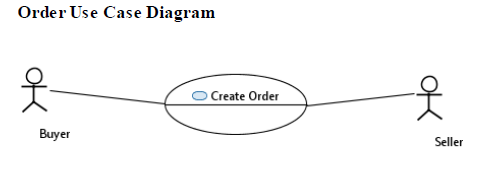 Order Use Case Diagram
Create Order
Buyer
Seller